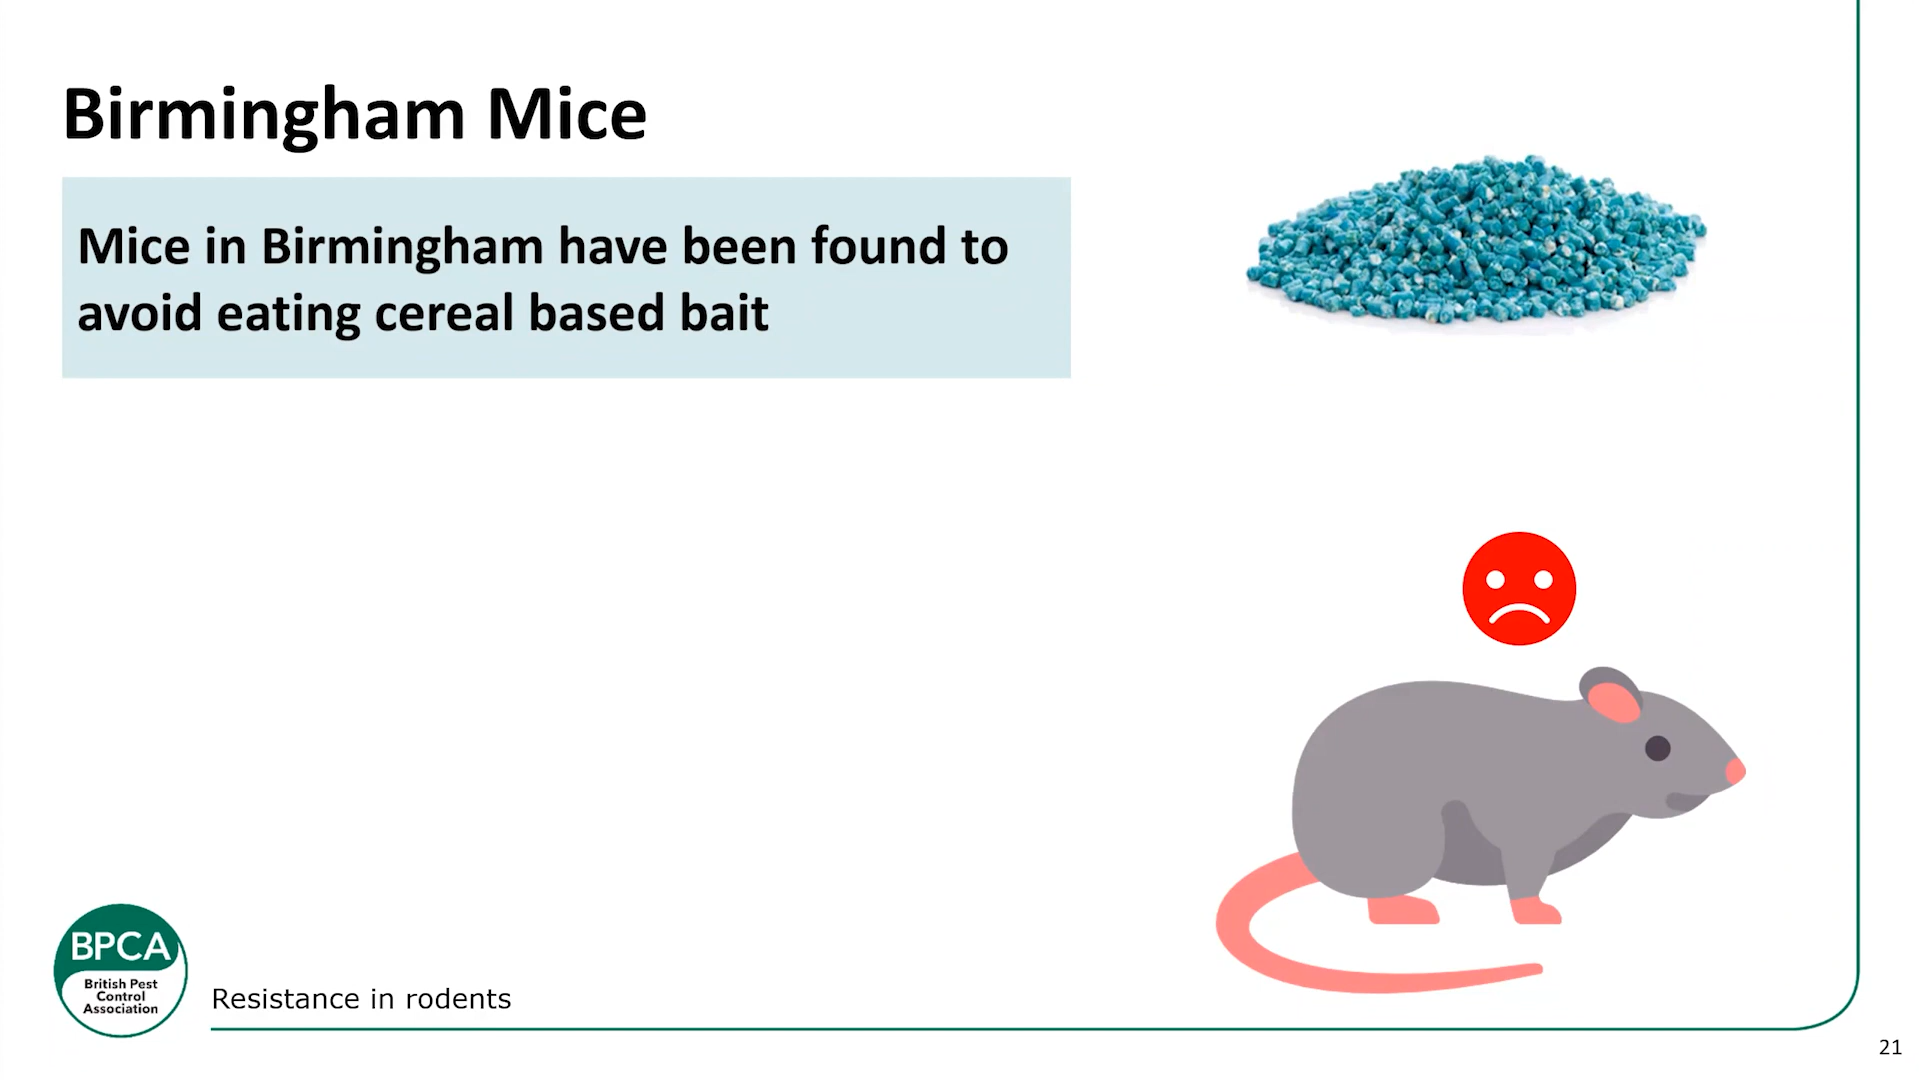 Birmingham Mice
Mice in Birmingham have been found to
avoid eating cereal based bait
BPCA
British Pest
Control
Association
Resistance in rodents
21